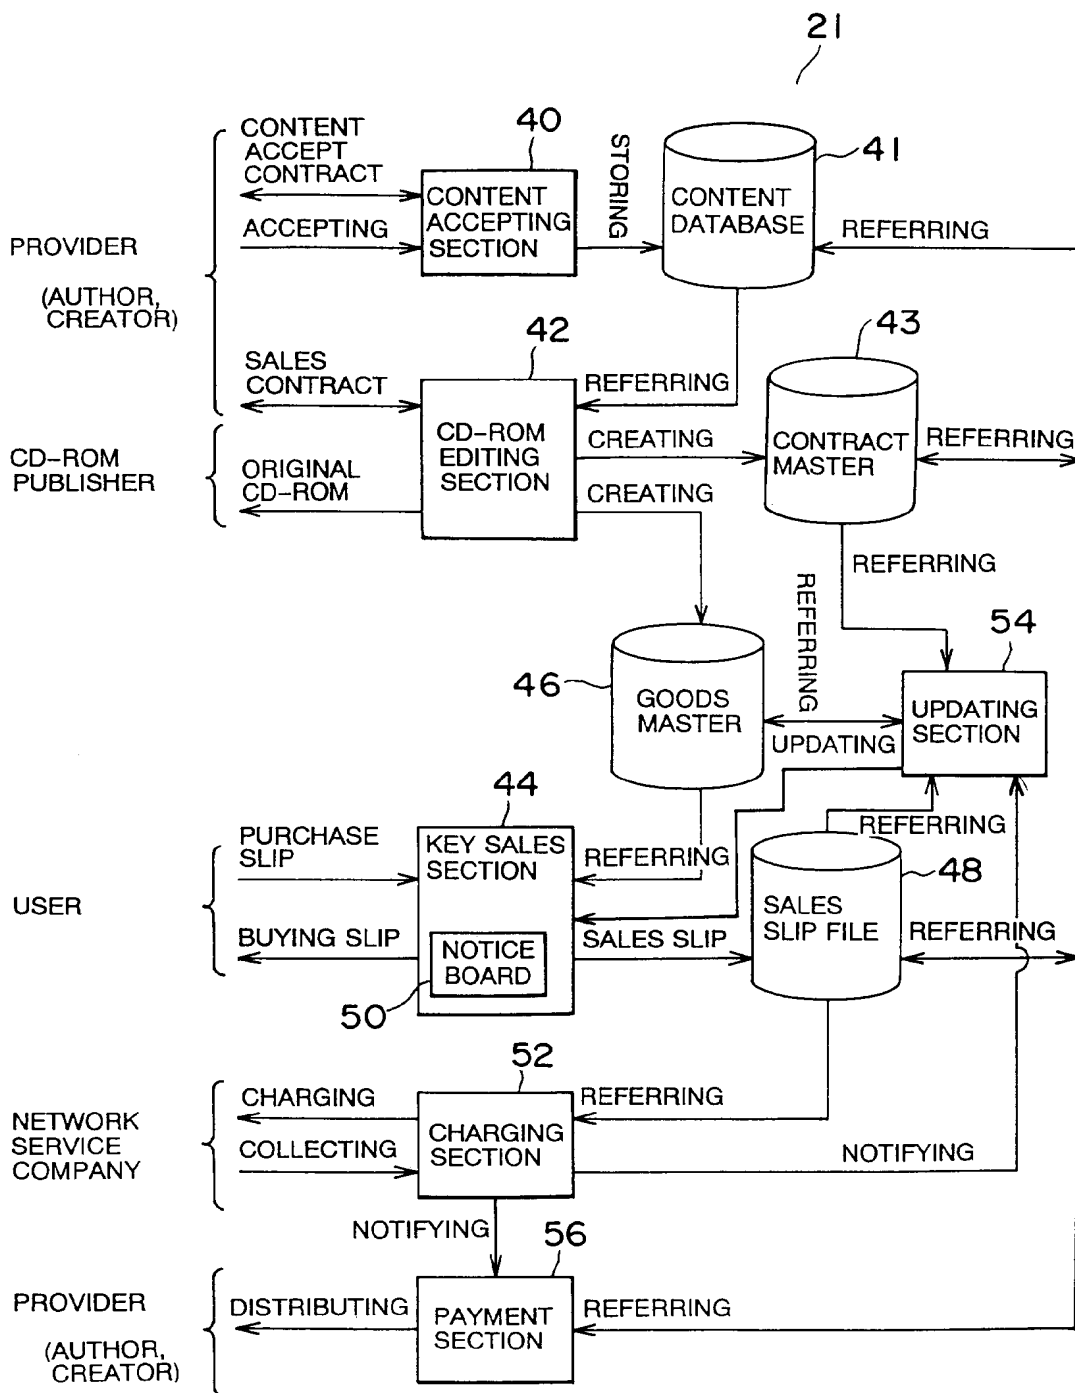 21
CONTENT
ACCEPT
CONTRACT
40
STORING
41
CONTENT
ACCEPTING
SECTION
CONTENT
DATABASE
ACCEPTING
REFERRING
PROVIDER
(AUTHOR,
CREATOR)
42
43
SALES
CONTRACT
REFERRING
CD-ROM
EDITING
SECTION
CREATING
CONTRACT
MASTER
REFERRING
CD-ROM
PUBLISHER
ORIGINAL
CD-ROM
CREATING
REFERRING
REFERRING
54
46
GOODS
MASTER
UPDATING
SECTION
UPDATING
44
PURCHASE
SLIP
KEY SALES
SECTION
REFERRING
REFERRING
48
USER
SALES
SLIP FILE
BUYING SLIP
NOTICE
BOARD
SALES SLIP
REFERRING
50
52
NETWORK
SERVICE
COMPANY
CHARGING
REFERRING
CHARGING
SECTION
COLLECTING
NOTIFYING
NOTIFYING
56
PROVIDER
(AUTHOR,
CREATOR)
DISTRIBUTING
PAYMENT
SECTION
REFERRING